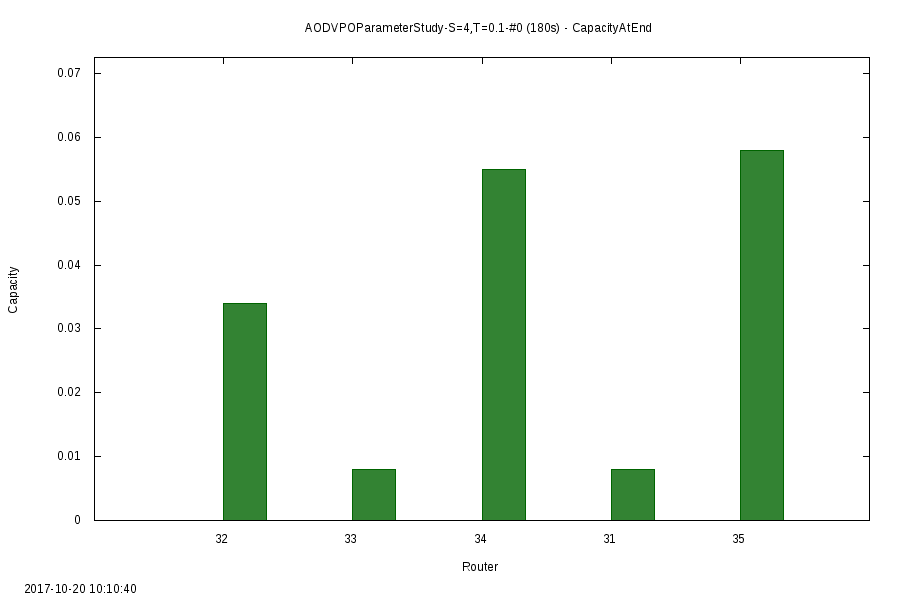 AODVPOParameterStudy-S=4,T=0.1-#0 (180s) - CapacityAtEnd
0.07
0.06
0.05
0.04
0.03
0.02
0.01
0
Capacity
32 33 34 31 35
Router
2017-10-20 10:10:40